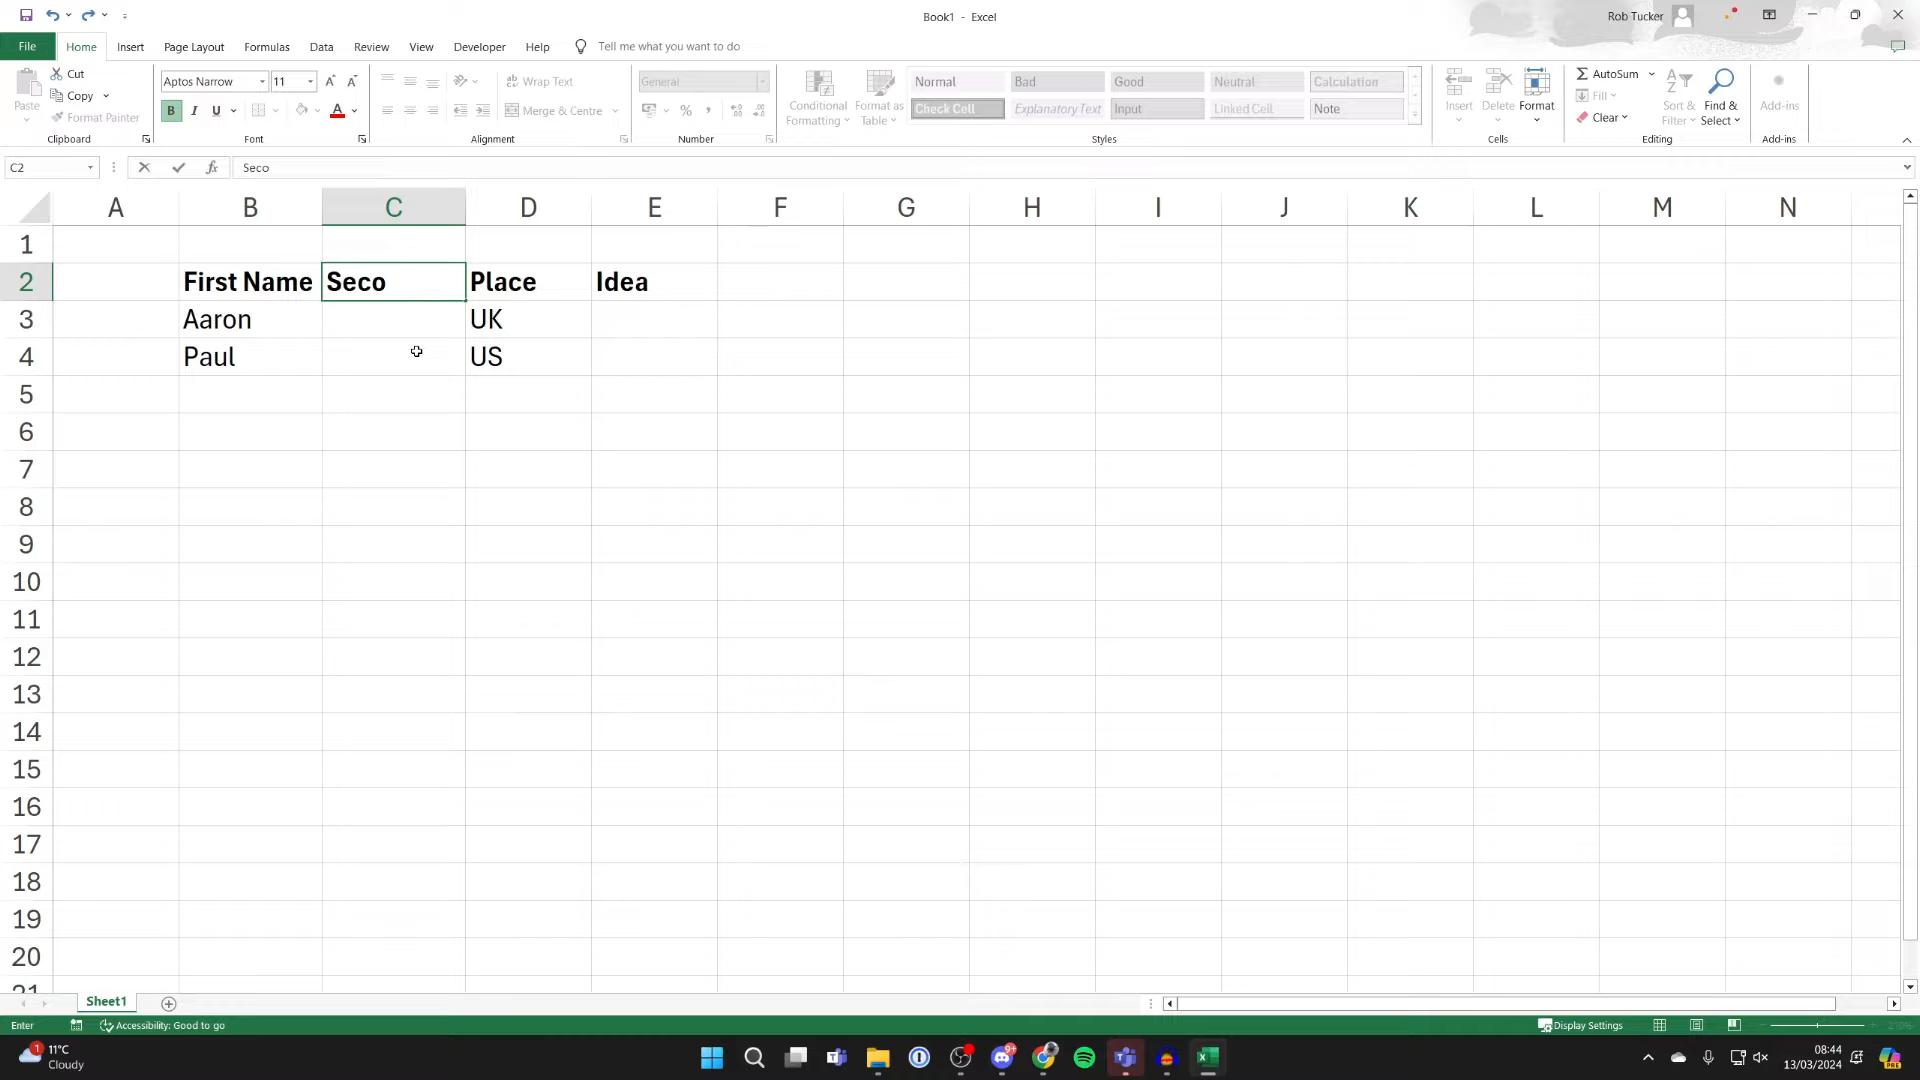 Book1 - Excel
Rob Tucker
File Home Insert Page Layout Formulas Data Review View Developer Help Tell me what you want to do
Paste
Cut
Copy
Format Painter
Clipboard
Aptos Narrow 11
B I U
Font
Wrap Text
Merge & Centre
Alignment
General
Number
Conditional Formatting
Format as Table
Normal Bad Good Neutral Calculation
Check Cell Explanatory Text Input Linked Cell Note
Styles
Insert Delete Format
Cells
AutoSum
Fill
Clear
Sort & Filter
Find & Select
Editing
Add-ins
Add-ins
C2 fx Seco
A B C D E F G H I J K L M N
1
2 First Name Seco Place Idea
3 Aaron UK
4 Paul US
5
6
7
8
9
10
11
12
13
14
15
16
17
18
19
20
21
Sheet1
Enter Accessibility: Good to go Display Settings
1 11°C
Cloudy
9+
08:44
13/03/2024
PRE